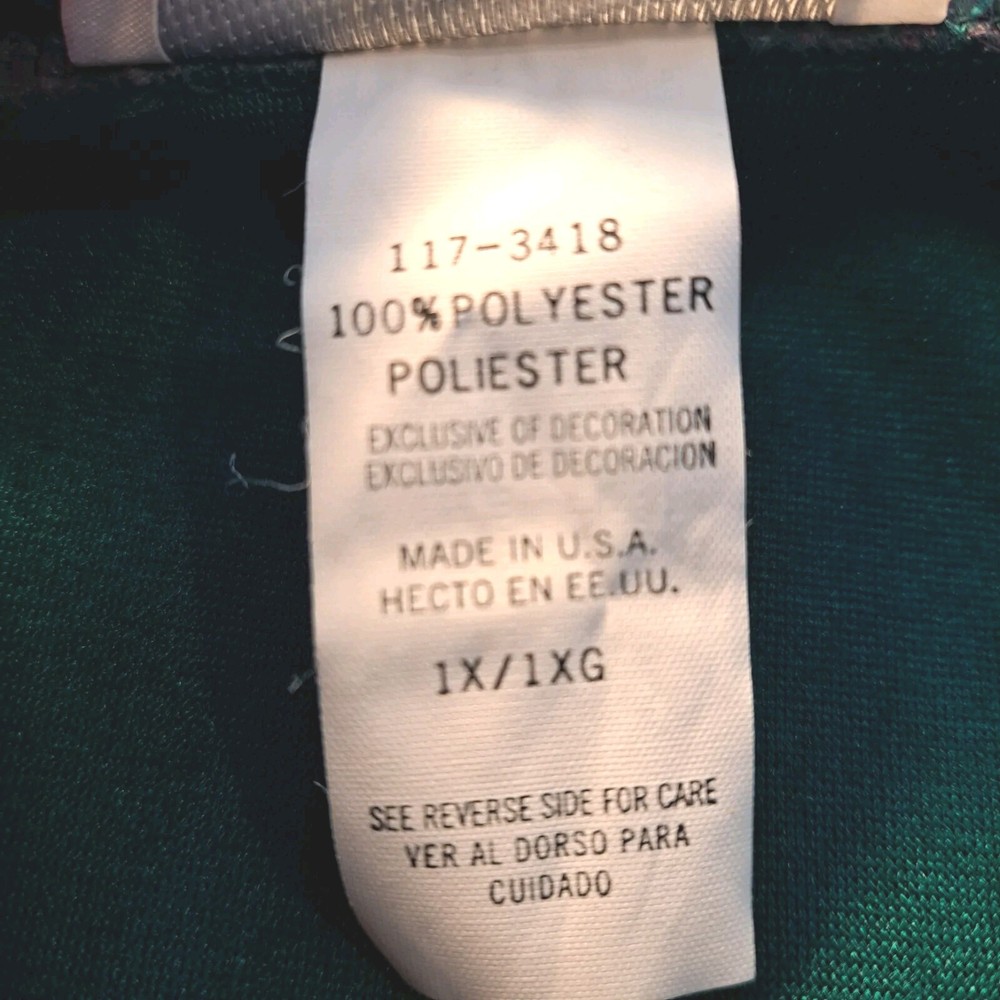 117-3418
100% POLYESTER
POLIESTER
EXCLUSIVE OF DECORATION
EXCLUSIVO DE DECORACION
MADE IN U.S.A.
HECTO EN EE.UU.
1X/1XG
SEE REVERSE SIDE FOR CARE
VER AL DORSO PARA
CUIDADO